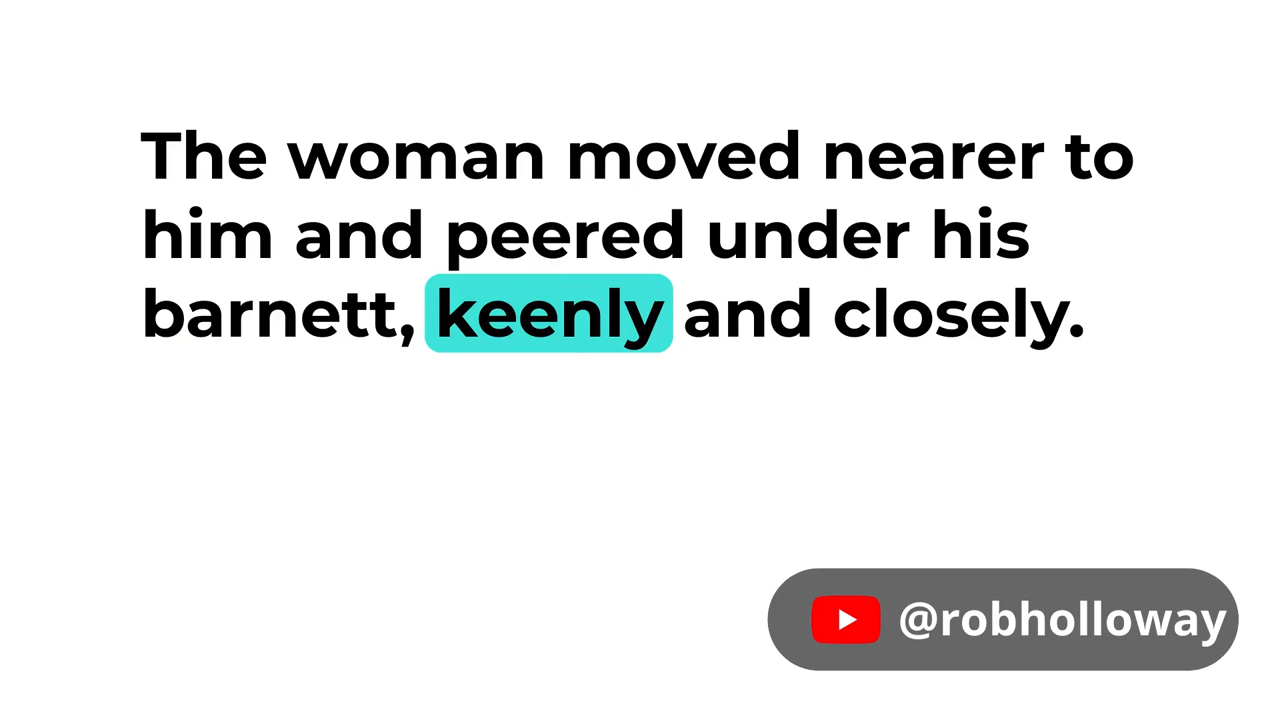 The woman moved nearer to
him and peered under his
barnett, keenly and closely.
@robholloway